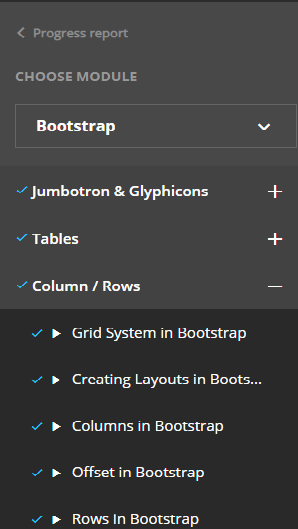 Progress report
CHOOSE MODULE
Bootstrap
Jumbotron & Glyphicons
Tables
Column / Rows
Grid System in Bootstrap
Creating Layouts in Boots...
Columns in Bootstrap
Offset in Bootstrap
Rows In Bootstrap